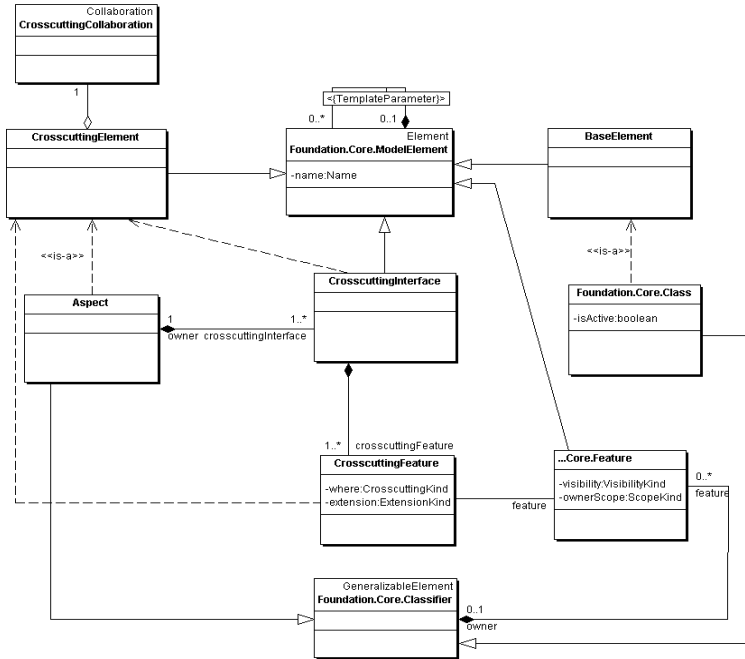 Collaboration
CrosscuttingCollaboration
1
<{TemplateParameter}>
0..*
0..1
CrosscuttingElement
Element
Foundation.Core.ModelElement
-name:Name
BaseElement
<<is-a>>
<<is-a>>
CrosscuttingInterface
Foundation.Core.Class
-isActive:boolean
Aspect
1
1..*
owner
crosscuttingInterface
1..*
crosscuttingFeature
CrosscuttingFeature
-where:CrosscuttingKind
-extension:ExtensionKind
...Core.Feature
-visibility:VisibilityKind
-ownerScope:ScopeKind
0..*
feature
feature
GeneralizableElement
Foundation.Core.Classifier
0..1
owner